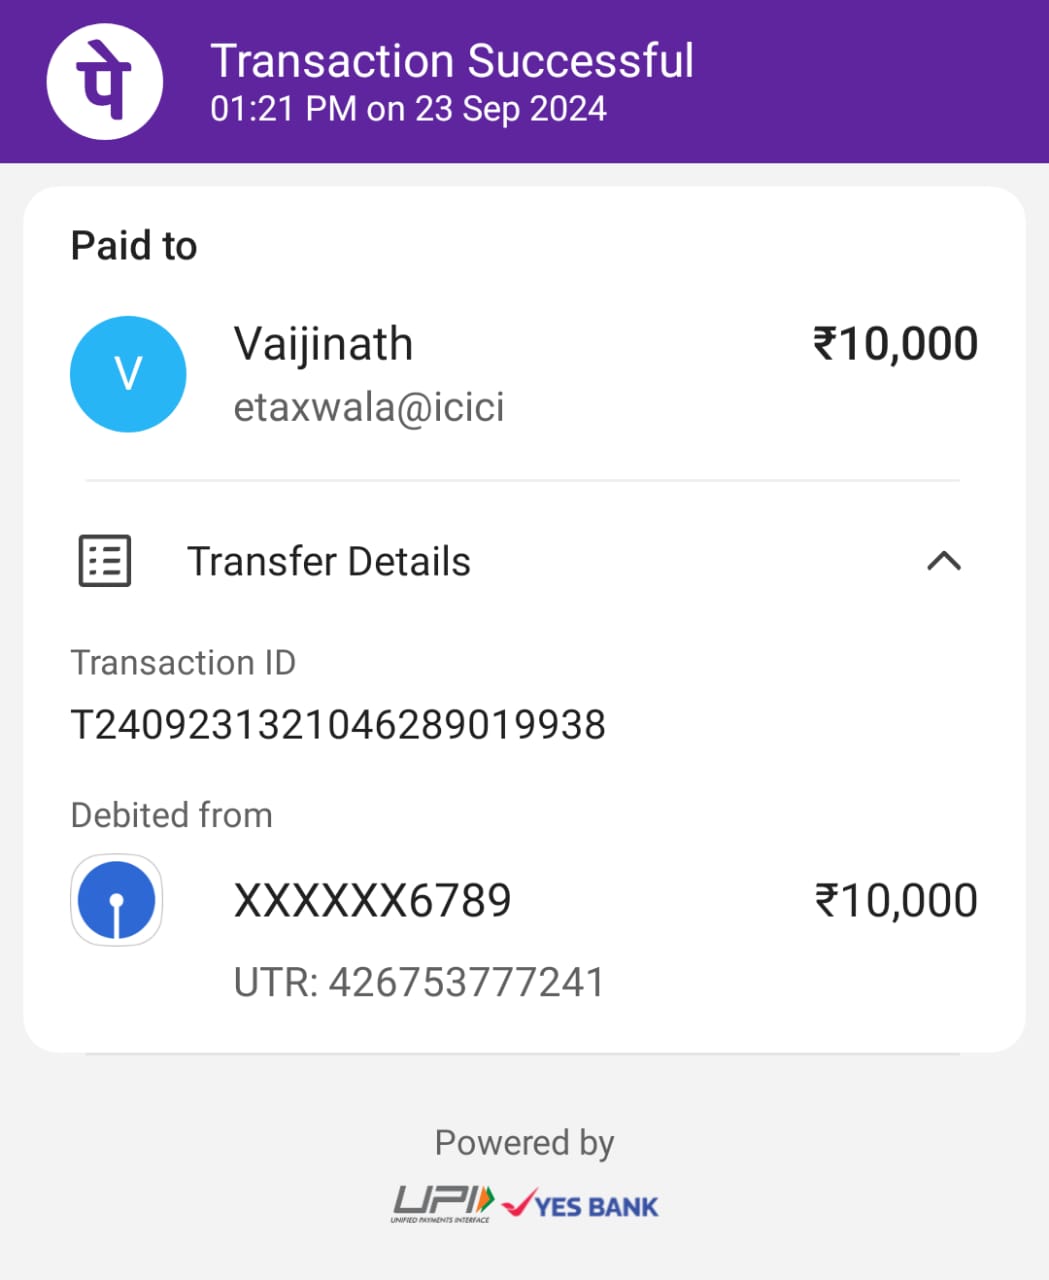 पे
Transaction Successful
01:21 PM on 23 Sep 2024
Paid to
V
Vaijinath ₹10,000
etaxwala@icici
Transfer Details
Transaction ID
T2409231321046289019938
Debited from
XXXXXX6789 ₹10,000
UTR: 426753777241
Powered by
UPI YES BANK
UNIFIED PAYMENTS INTERFACE